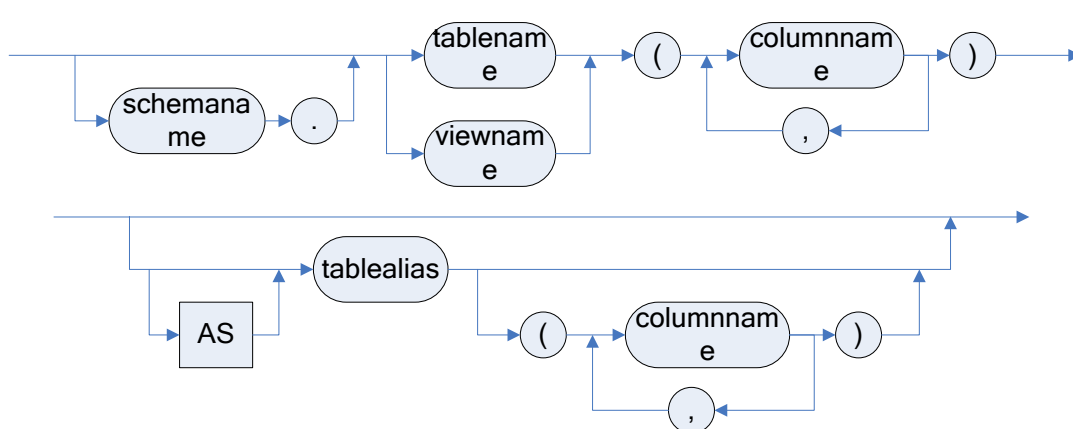 tablenam
e
(
columnnam
e
)
schemana
me
.
viewnam
e
,
tablealias
AS
(
columnnam
e
)
,